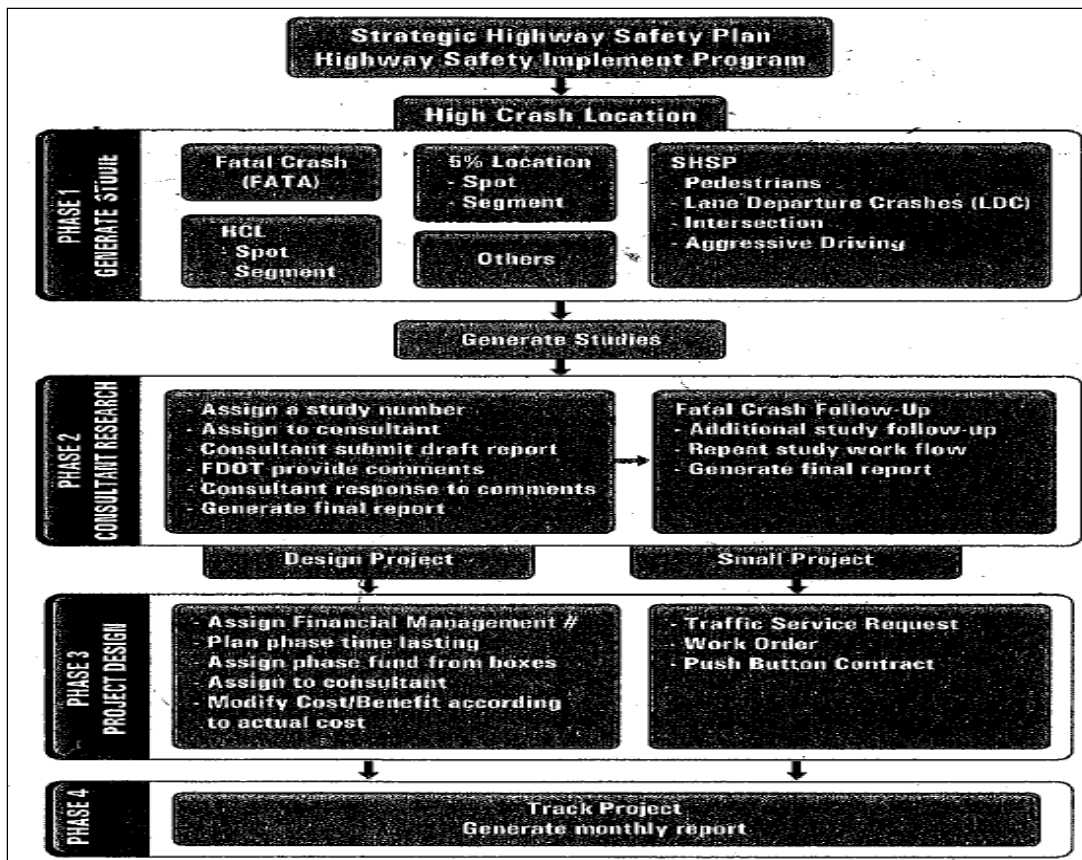 Strategic Highway Safety Plan
Highway Safety Implement Program
High Crash Location
PHASE 1
GENERATE STUDIE
Fatal Crash
(FATA)
HCL
- Spot
- Segment
5% Location
- Spot
- Segment
Others
SHSP
- Pedestrians
- Lane Departure Crashes (LDC)
- Intersection
- Aggressive Driving
Generate Studies
PHASE 2
CONSULTANT RESEARCH
- Assign a study number
- Assign to consultant
- Consultant submit draft report
- FDOT provide comments
- Consultant response to comments
- Generate final report
Fatal Crash Follow-Up
- Additional study follow-up
- Repeat study work flow
- Generate final report
Design Project
Small Project
PHASE 3
PROJECT DESIGN
- Assign Financial Management #
- Plan phase time lasting
- Assign phase fund from boxes
- Assign to consultant
- Modify Cost/Benefit according
to actual cost
- Traffic Service Request
- Work Order
- Push Button Contract
PHASE 4
Track Project
Generate monthly report